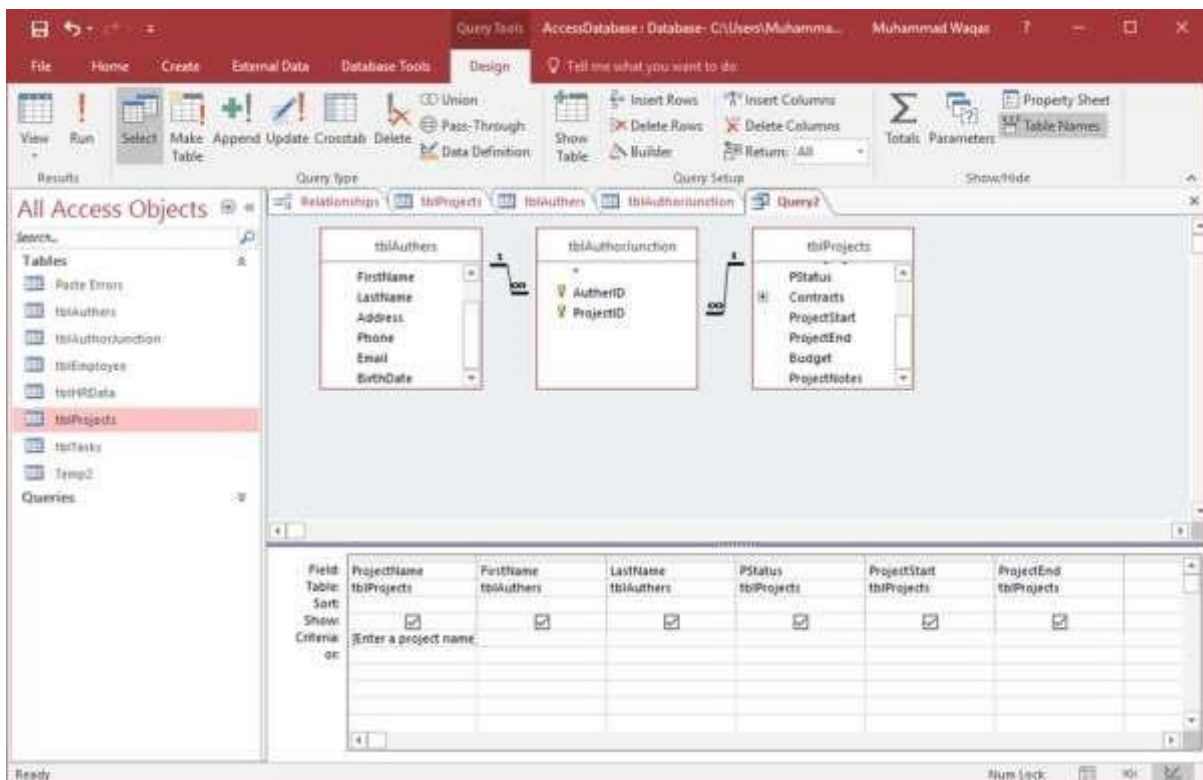 Query Tools AccessDatabase : Database- C:\Users\Muhamma... Muhammad Waqas ?
File Home Create External Data Database Tools Design Tell me what you want to do
View Run Select Make Table Append Update Crosstab Delete
Union
Pass-Through
Data Definition
Show Table
Insert Rows
Delete Rows
Builder
Insert Columns
Delete Columns
Return: All
Totals Parameters
Property Sheet
Table Names
Results Query Type Query Setup Show/Hide
All Access Objects
Search...
Tables
Paste Errors
tblAuthers
tblAuthorJunction
tblEmployee
tblHRData
tblProjects
tblTasks
Temp2
Queries
Relationships tblProjects tblAuthers tblAuthorJunction Query2
tblAuthers
FirstName
LastName
Address
Phone
Email
BirthDate
1
∞
tblAuthorJunction
*
AutherID
ProjectID
1
∞
tblProjects
PStatus
Contracts
ProjectStart
ProjectEnd
Budget
ProjectNotes
Field: ProjectName FirstName LastName PStatus ProjectStart ProjectEnd
Table: tblProjects tblAuthers tblAuthers tblProjects tblProjects tblProjects
Sort:
Show:
Criteria: [Enter a project name
or:
Ready Num Lock SQL